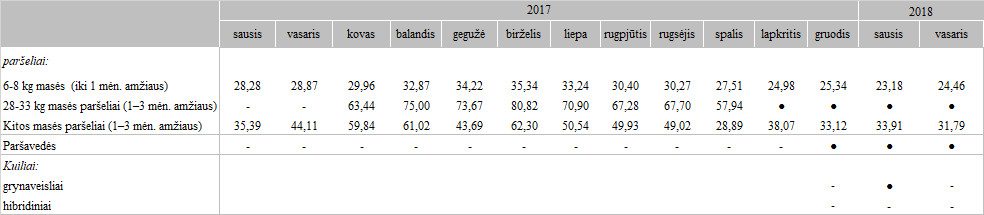 2017 2018
sausis vasaris kovas balandis gegužė birželis liepa rugpjūtis rugsėjis spalis lapkritis gruodis sausis vasaris
paršeliai:
6-8 kg masės (iki 1 mėn. amžiaus) 28,28 28,87 29,96 32,87 34,22 35,34 33,24 30,40 30,27 27,51 24,98 25,34 23,18 24,46
28-33 kg masės paršeliai (1–3 mėn. amžiaus) - - 63,44 75,00 73,67 80,82 70,90 67,28 67,70 57,94 ● ● ● ●
Kitos masės paršeliai (1–3 mėn. amžiaus) 35,39 44,11 59,84 61,02 43,69 62,30 50,54 49,93 49,02 28,89 38,07 33,12 33,91 31,79
Paršavedės - - - - - - - - - - - ● ● ●
Kuiliai:
grynaveisliai - ● -
hibridiniai - - -